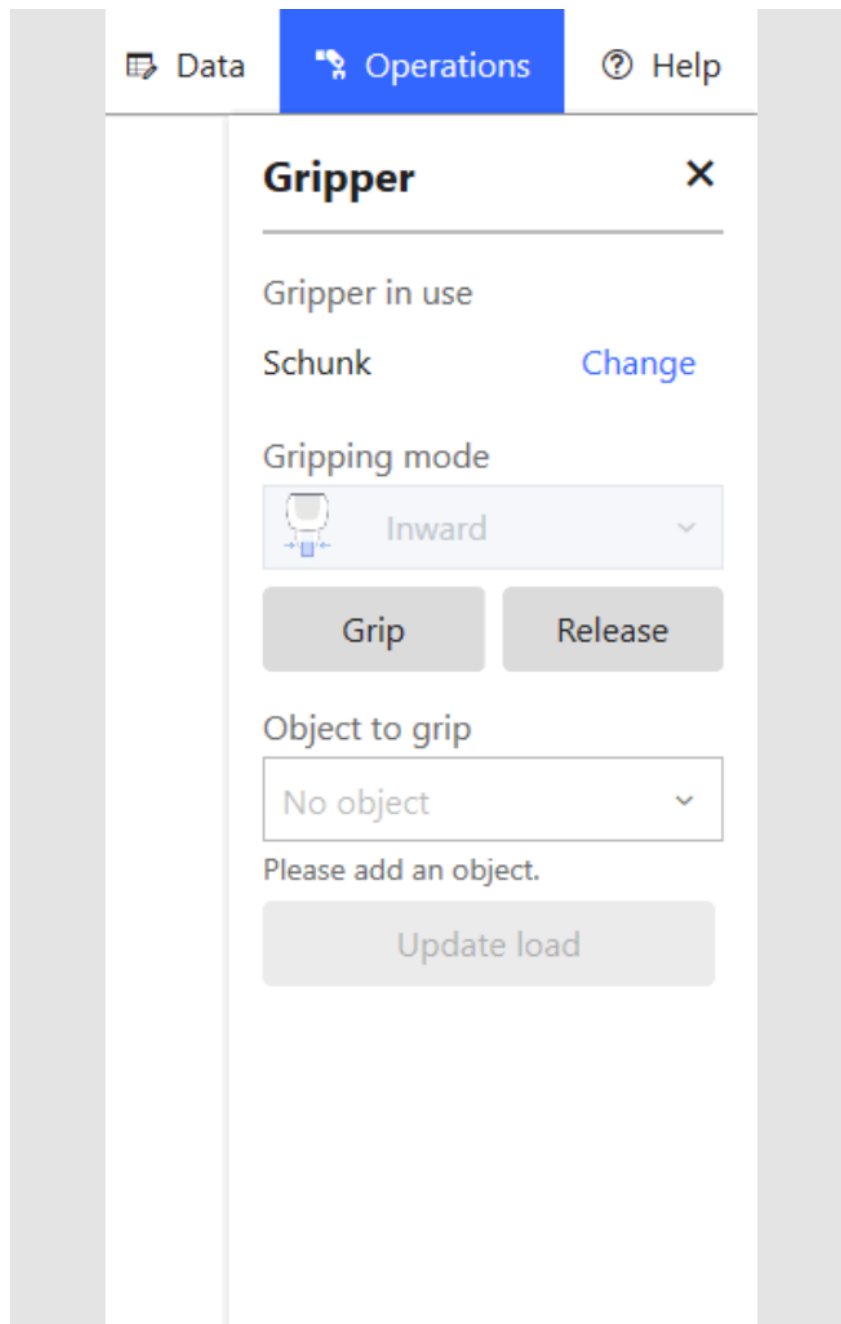 Data Operations Help
Gripper
Gripper in use
Schunk Change
Gripping mode
Inward
Grip Release
Object to grip
No object
Please add an object.
Update load